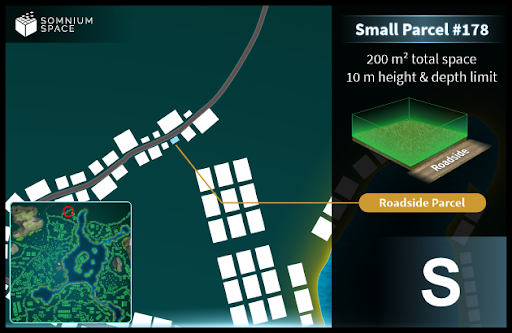 SOMNIUM
SPACE
Small Parcel #178
200 m² total space
10 m height & depth limit
Roadside
Roadside Parcel
S